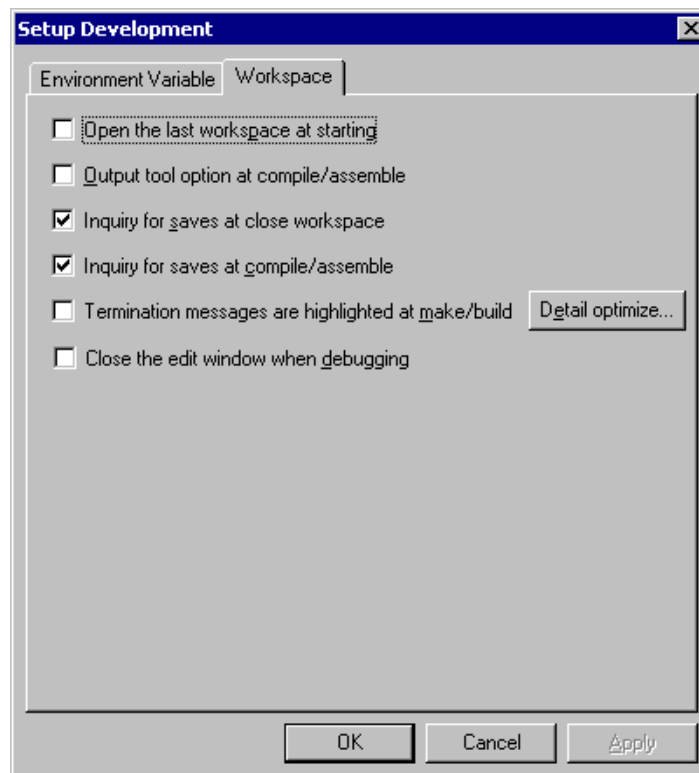 Setup Development
Environment Variable Workspace
Open the last workspace at starting
Output tool option at compile/assemble
Inquiry for saves at close workspace
Inquiry for saves at compile/assemble
Termination messages are highlighted at make/build Detail optimize...
Close the edit window when debugging
OK Cancel Apply